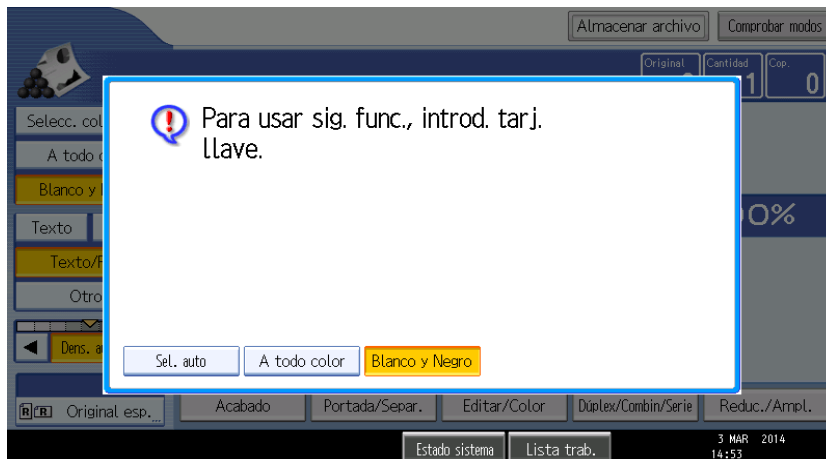 Almacenar archivo
Comprobar modos
Original
Cantidad
Cop.
1
0
Para usar sig. func., introd. tarj.
llave.
Selecc. col
A todo
Blanco y
Texto
Texto/F
Otro
Dens. a
0%
Sel. auto
A todo color
Blanco y Negro
Original esp.
Acabado
Portada/Separ.
Editar/Color
Dúplex/Combin/Serie
Reduc./Ampl.
Estado sistema
Lista trab.
3 MAR 2014
14:53